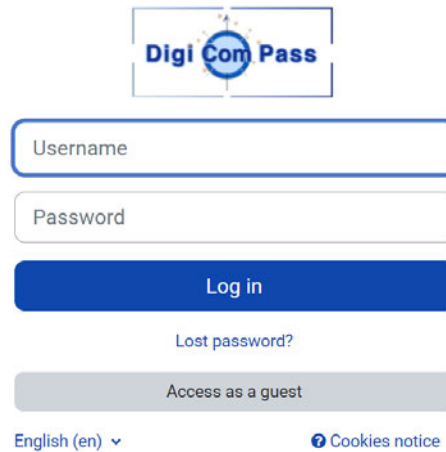 Digi Com Pass
Username
Password
Log in
Lost password?
Access as a guest
English (en)
Cookies notice